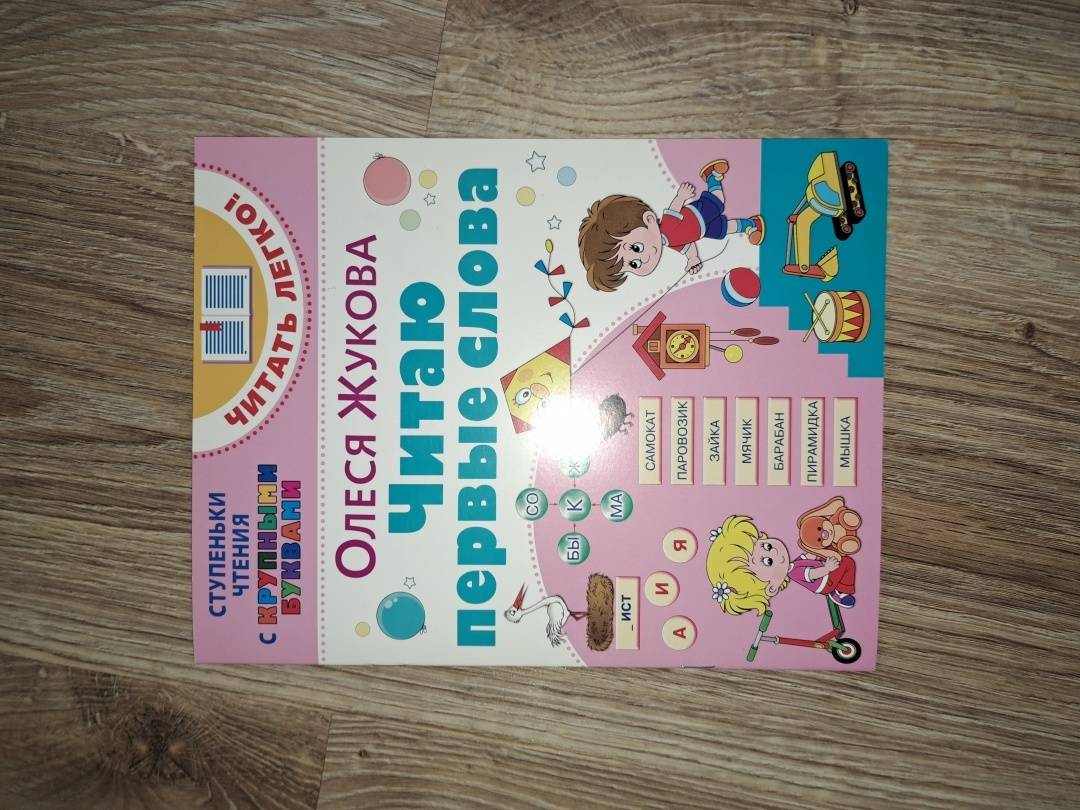 СТУПЕНЬКИ
ЧТЕНИЯ
С КРУПНЫМИ
БУКВАМИ
ЧИТАТЬ ЛЕГКО!
ОЛЕСЯ ЖУКОВА
Читаю
первые слова
_ ИСТ
А И Я
СО
БЫ К Ж
МА
САМОКАТ
ПАРОВОЗИК
ЗАЙКА
МЯЧИК
БАРАБАН
ПИРАМИДКА
МЫШКА